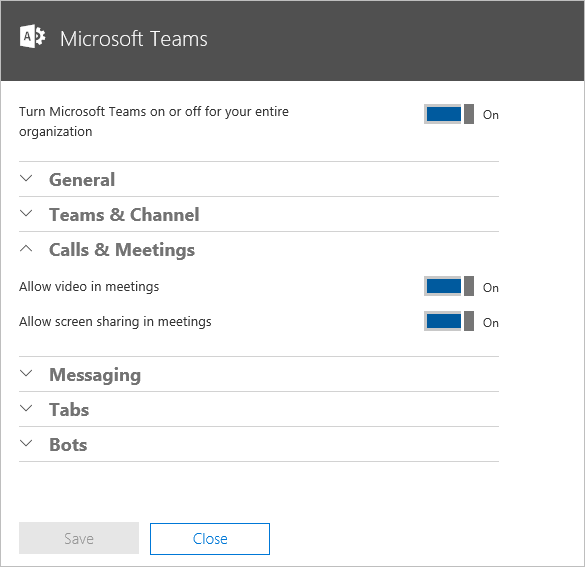 Microsoft Teams
Turn Microsoft Teams on or off for your entire
organization
On
General
Teams & Channel
Calls & Meetings
Allow video in meetings
On
Allow screen sharing in meetings
On
Messaging
Tabs
Bots
Save
Close